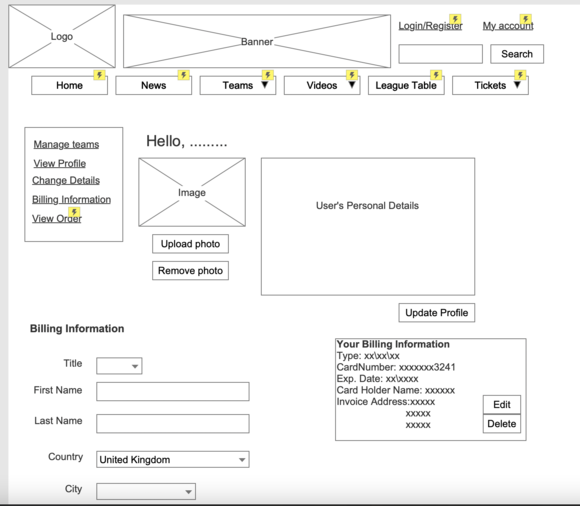 Logo
Banner
Login/Register
My account
Search
Home
News
Teams ▼
Videos ▼
League Table
Tickets ▼
Manage teams
View Profile
Change Details
Billing Information
View Order
Hello, .........
Image
Upload photo
Remove photo
User's Personal Details
Update Profile
Billing Information
Title
First Name
Last Name
Country
United Kingdom
City
Your Billing Information
Type: xx\xx\xx
CardNumber: xxxxxxx3241
Exp. Date: xx\xxxx
Card Holder Name: xxxxxx
Invoice Address:xxxxx
xxxxx
xxxxx
Edit
Delete